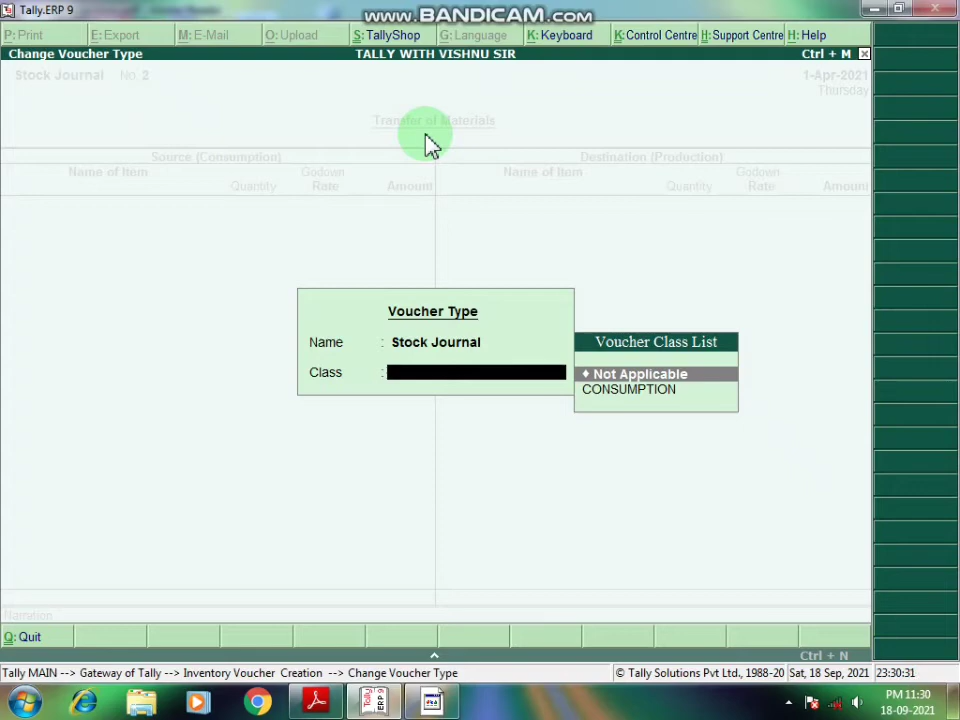 Tally.ERP 9
www.BANDICAM.com
P: Print E: Export M: E-Mail O: Upload S: TallyShop G: Language K: Keyboard K: Control Centre H: Support Centre H: Help
Change Voucher Type TALLY WITH VISHNU SIR Ctrl + M
Stock Journal No. 2 1-Apr-2021
Thursday
Transfer of Materials
Source (Consumption) Destination (Production)
Name of Item Godown Name of Item Godown
Quantity Rate Amount Quantity Rate Amount
Voucher Type
Name : Stock Journal
Voucher Class List
Class :
♦ Not Applicable
CONSUMPTION
Narration
Q: Quit
Ctrl + N
Tally MAIN --> Gateway of Tally --> Inventory Voucher Creation --> Change Voucher Type © Tally Solutions Pvt Ltd., 1988-20 Sat, 18 Sep, 2021 23:30:31
Tally ERP 9
PM 11:30
18-09-2021